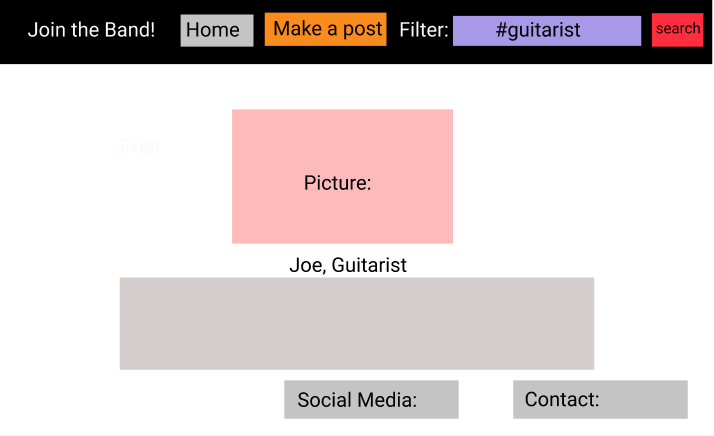 Join the Band! Home Make a post Filter: #guitarist search
Post
Picture:
Joe, Guitarist
Social Media: Contact: